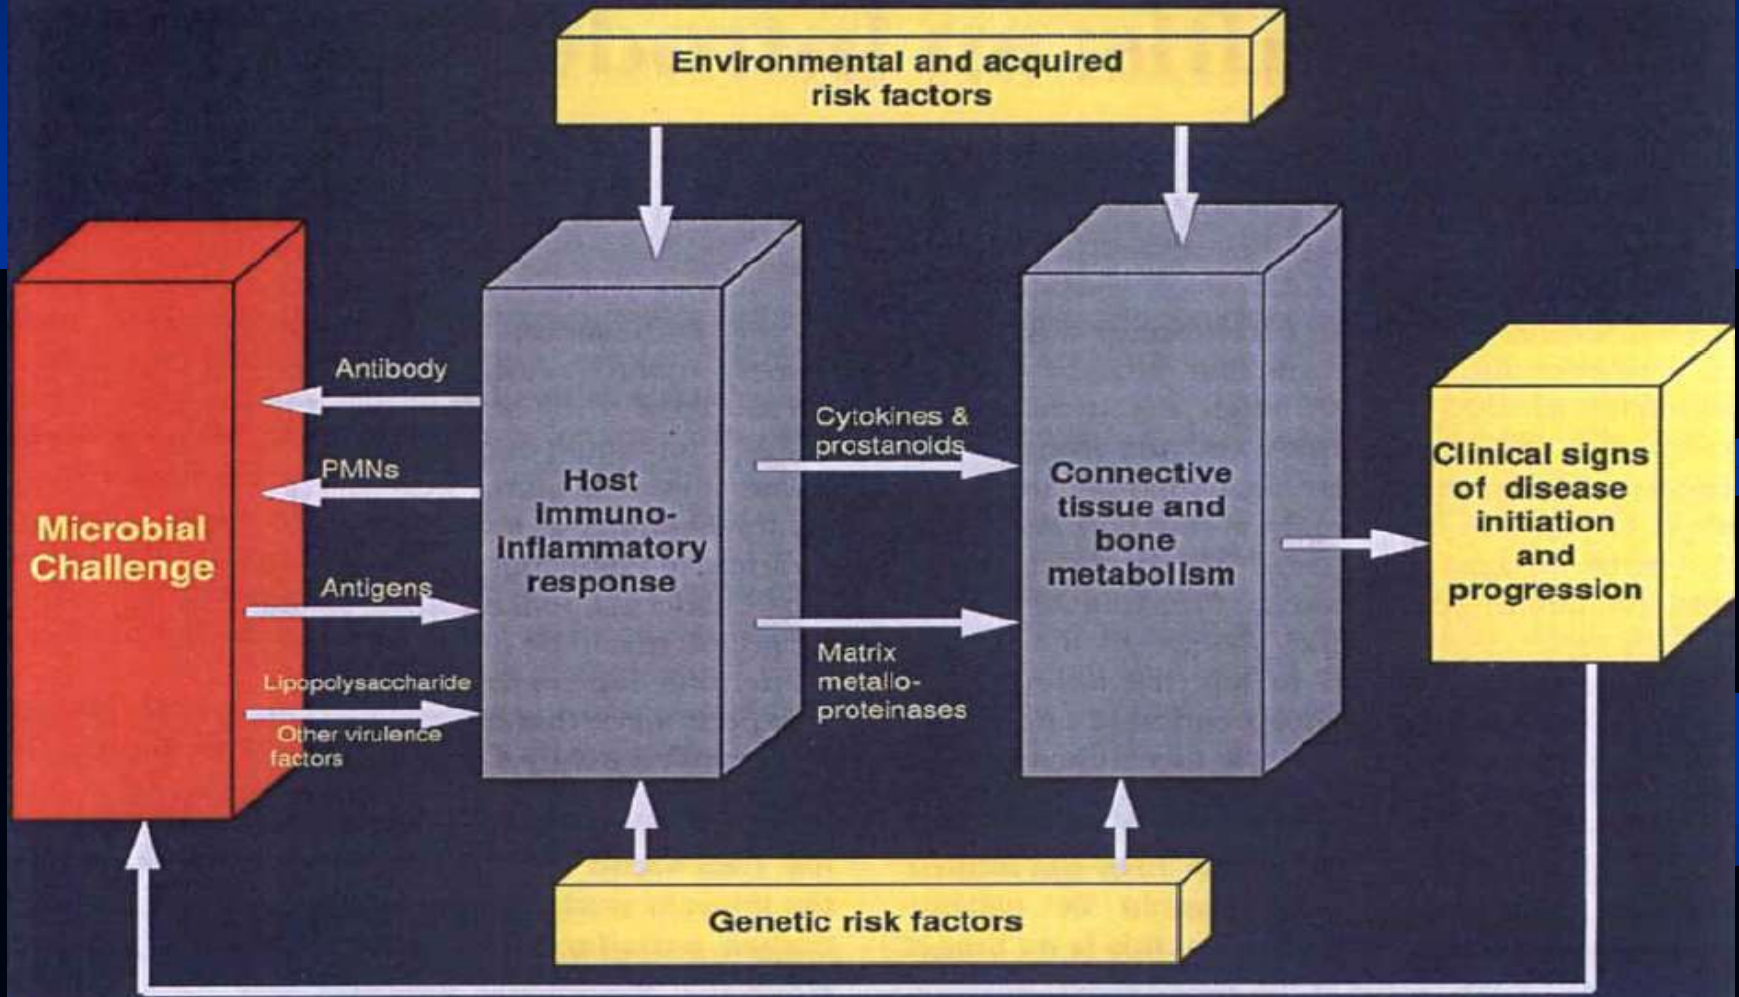 Environmental and acquired
risk factors
Microbial
Challenge
Antibody
PMNs
Antigens
Lipopolysaccharide
Other virulence
factors
Host
immuno-
inflammatory
response
Cytokines &
prostanoids
Matrix
metallo-
proteinases
Connective
tissue and
bone
metabolism
Clinical signs
of disease
initiation
and
progression
Genetic risk factors